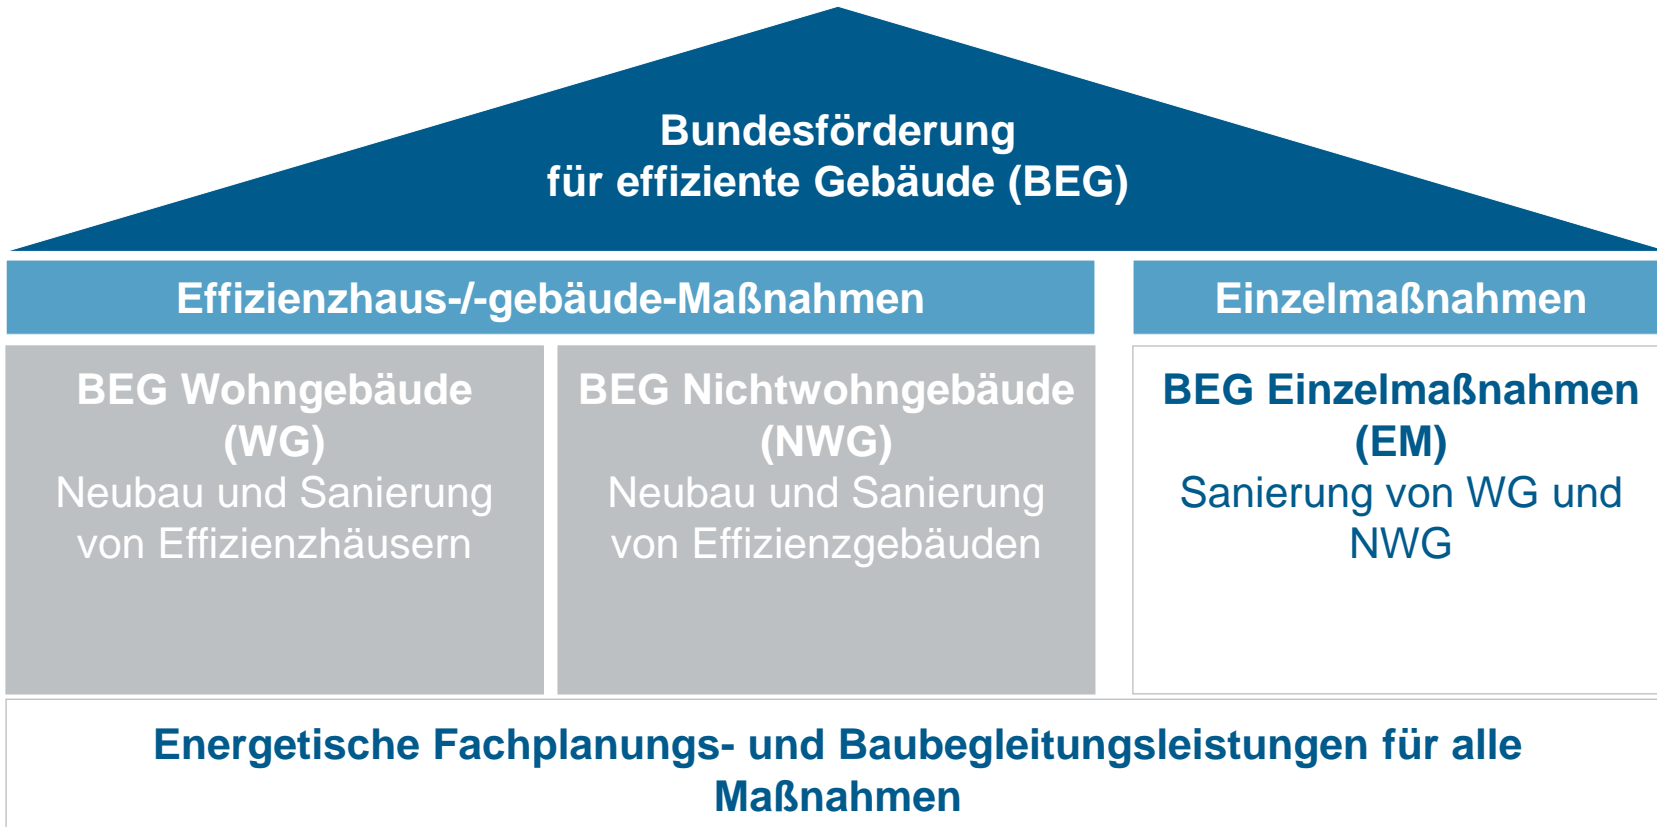 Bundesförderung
für effiziente Gebäude (BEG)
Effizienzhaus-/-gebäude-Maßnahmen
Einzelmaßnahmen
BEG Wohngebäude
(WG)
Neubau und Sanierung
von Effizienzhäusern
BEG Nichtwohngebäude
(NWG)
Neubau und Sanierung
von Effizienzgebäuden
BEG Einzelmaßnahmen
(EM)
Sanierung von WG und
NWG
Energetische Fachplanungs- und Baubegleitungsleistungen für alle
Maßnahmen